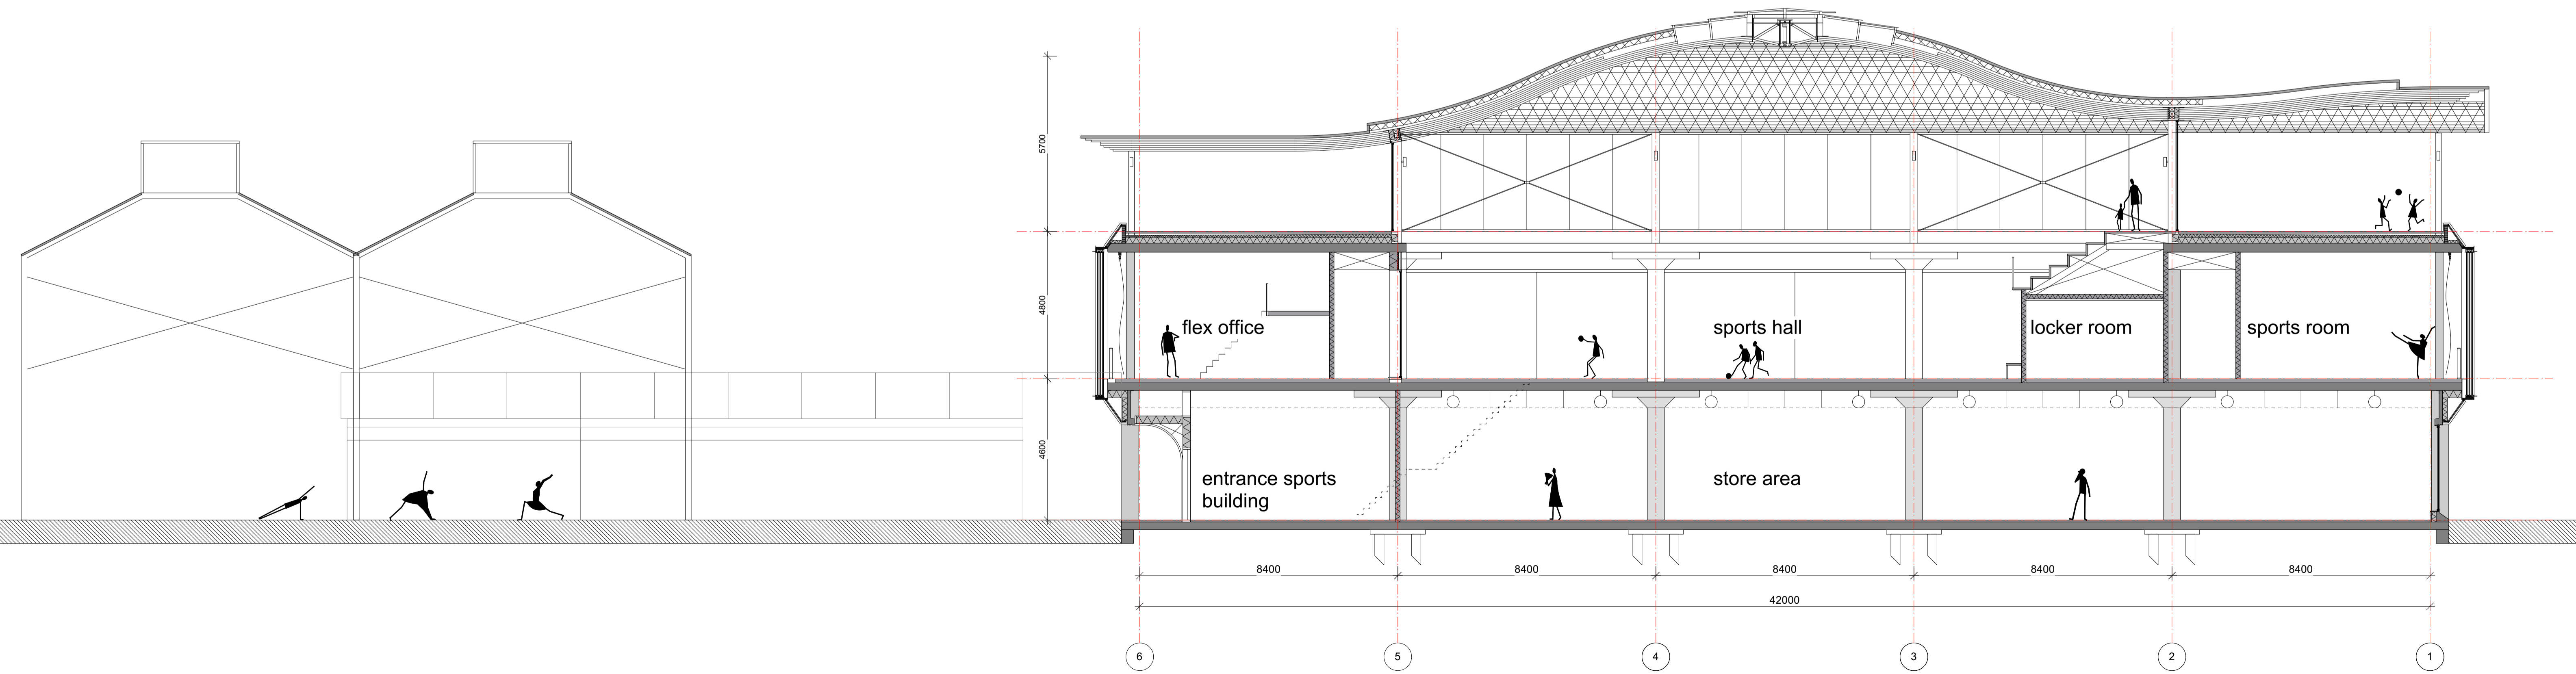 5700
4800
flex office
sports hall
locker room
sports room
4600
entrance sports
building
store area
8400
8400
8400
8400
8400
42000
6
5
4
3
2
1